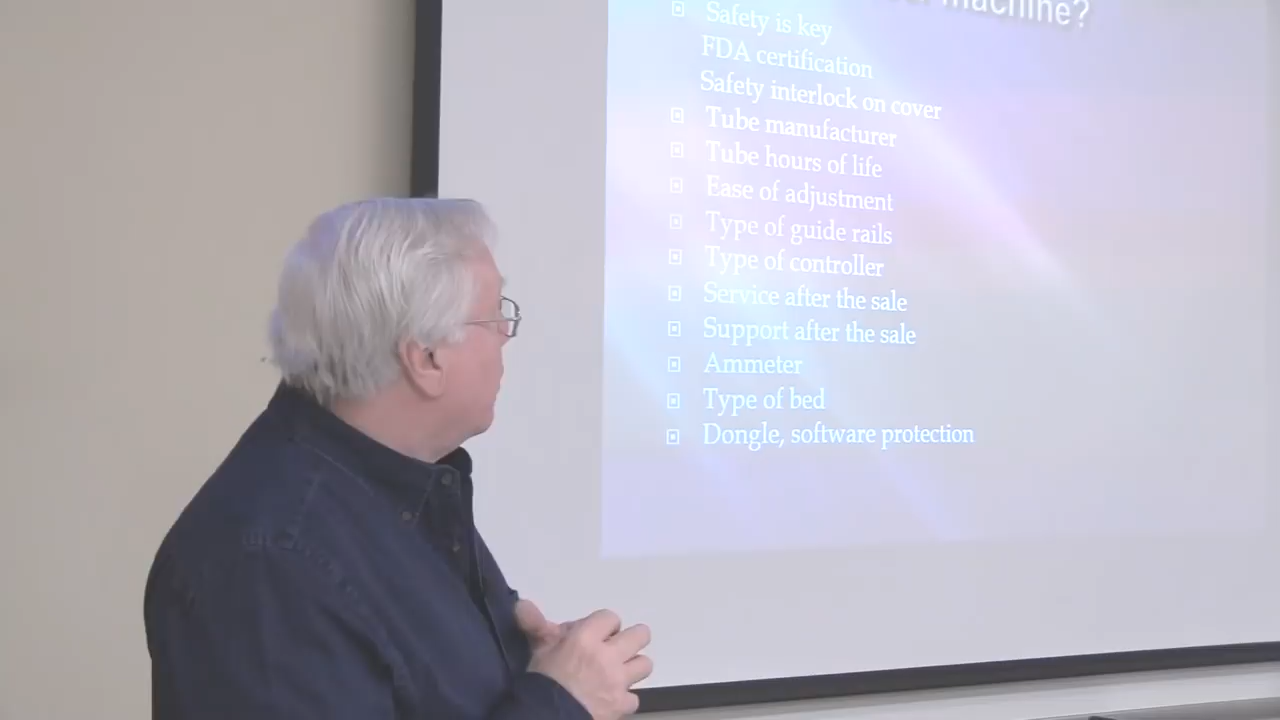 machine?
Safety is key
FDA certification
Safety interlock on cover
Tube manufacturer
Tube hours of life
Ease of adjustment
Type of guide rails
Type of controller
Service after the sale
Support after the sale
Ammeter
Type of bed
Dongle, software protection